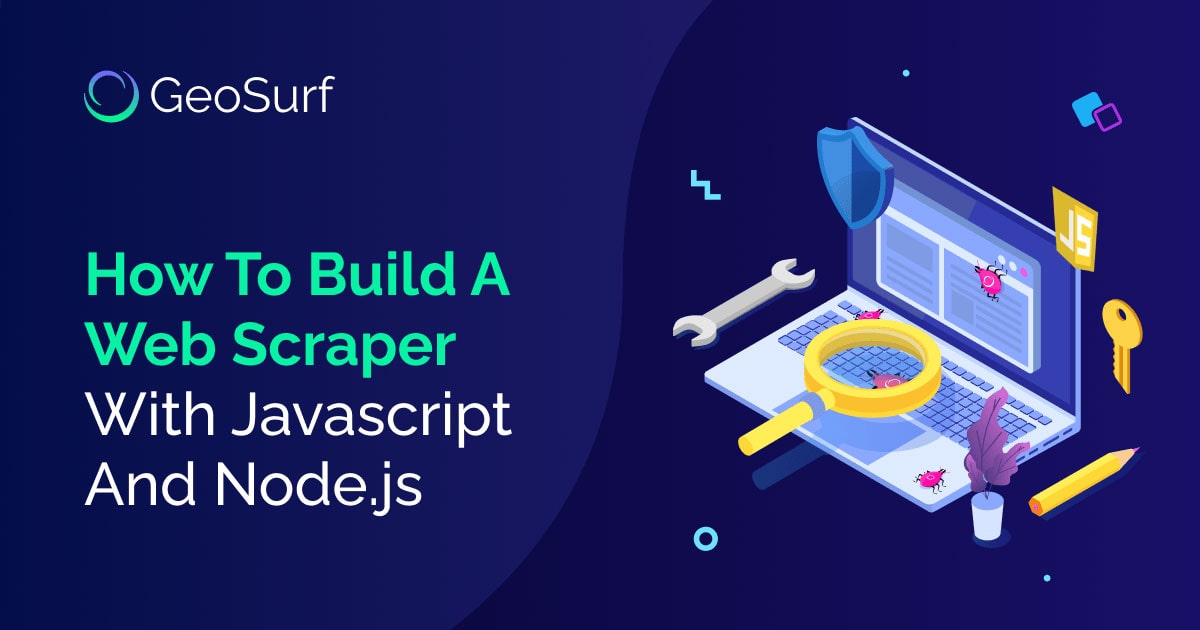 GeoSurf
How To Build A
Web Scraper
With Javascript
And Node.js
JS